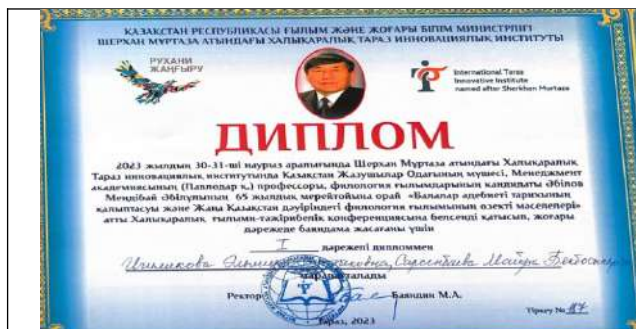 ҚАЗАҚСТАН РЕСПУБЛИКАСЫ ҒЫЛЫМ ЖӘНЕ ЖОҒАРЫ БІЛІМ МИНИСТРЛІГІ
ШЕРХАН МҰРТАЗА АТЫНДАҒЫ ХАЛЫҚАРАЛЫҚ ТАРАЗ ИННОВАЦИЯЛЫҚ ИНСТИТУТЫ
РУХАНИ
ЖАҢҒЫРУ
International Taraz
Innovative Institute
named after Sherkhan Murtaza
ДИПЛОМ
2023 жылдың 30-31-ші наурыз аралығында Шерхан Мұртаза атындағы Халықаралық
Тараз инновациялық институтында Қазақстан Жазушылар Одағының мүшесі, Менеджмент
академиясының (Павлодар қ.) профессоры, филология ғылымдарының кандидаты Әбілов
Меңдібай Әбілұлының 65 жылдық мерейтойына орай «Балалар әдебиеті тарихының
қалыптасуы және Жаңа Қазақстан дәуіріндегі филология ғылымының өзекті мәселелері»
атты Халықаралық ғылыми-тәжірибелік конференциясына белсенді қатысып, жоғары
дәрежеде баяндама жасағаны үшін
I дәрежелі дипломмен
марапатталады
Ректор Баяндин М.А.
Тіркеу № 187
Тараз, 2023